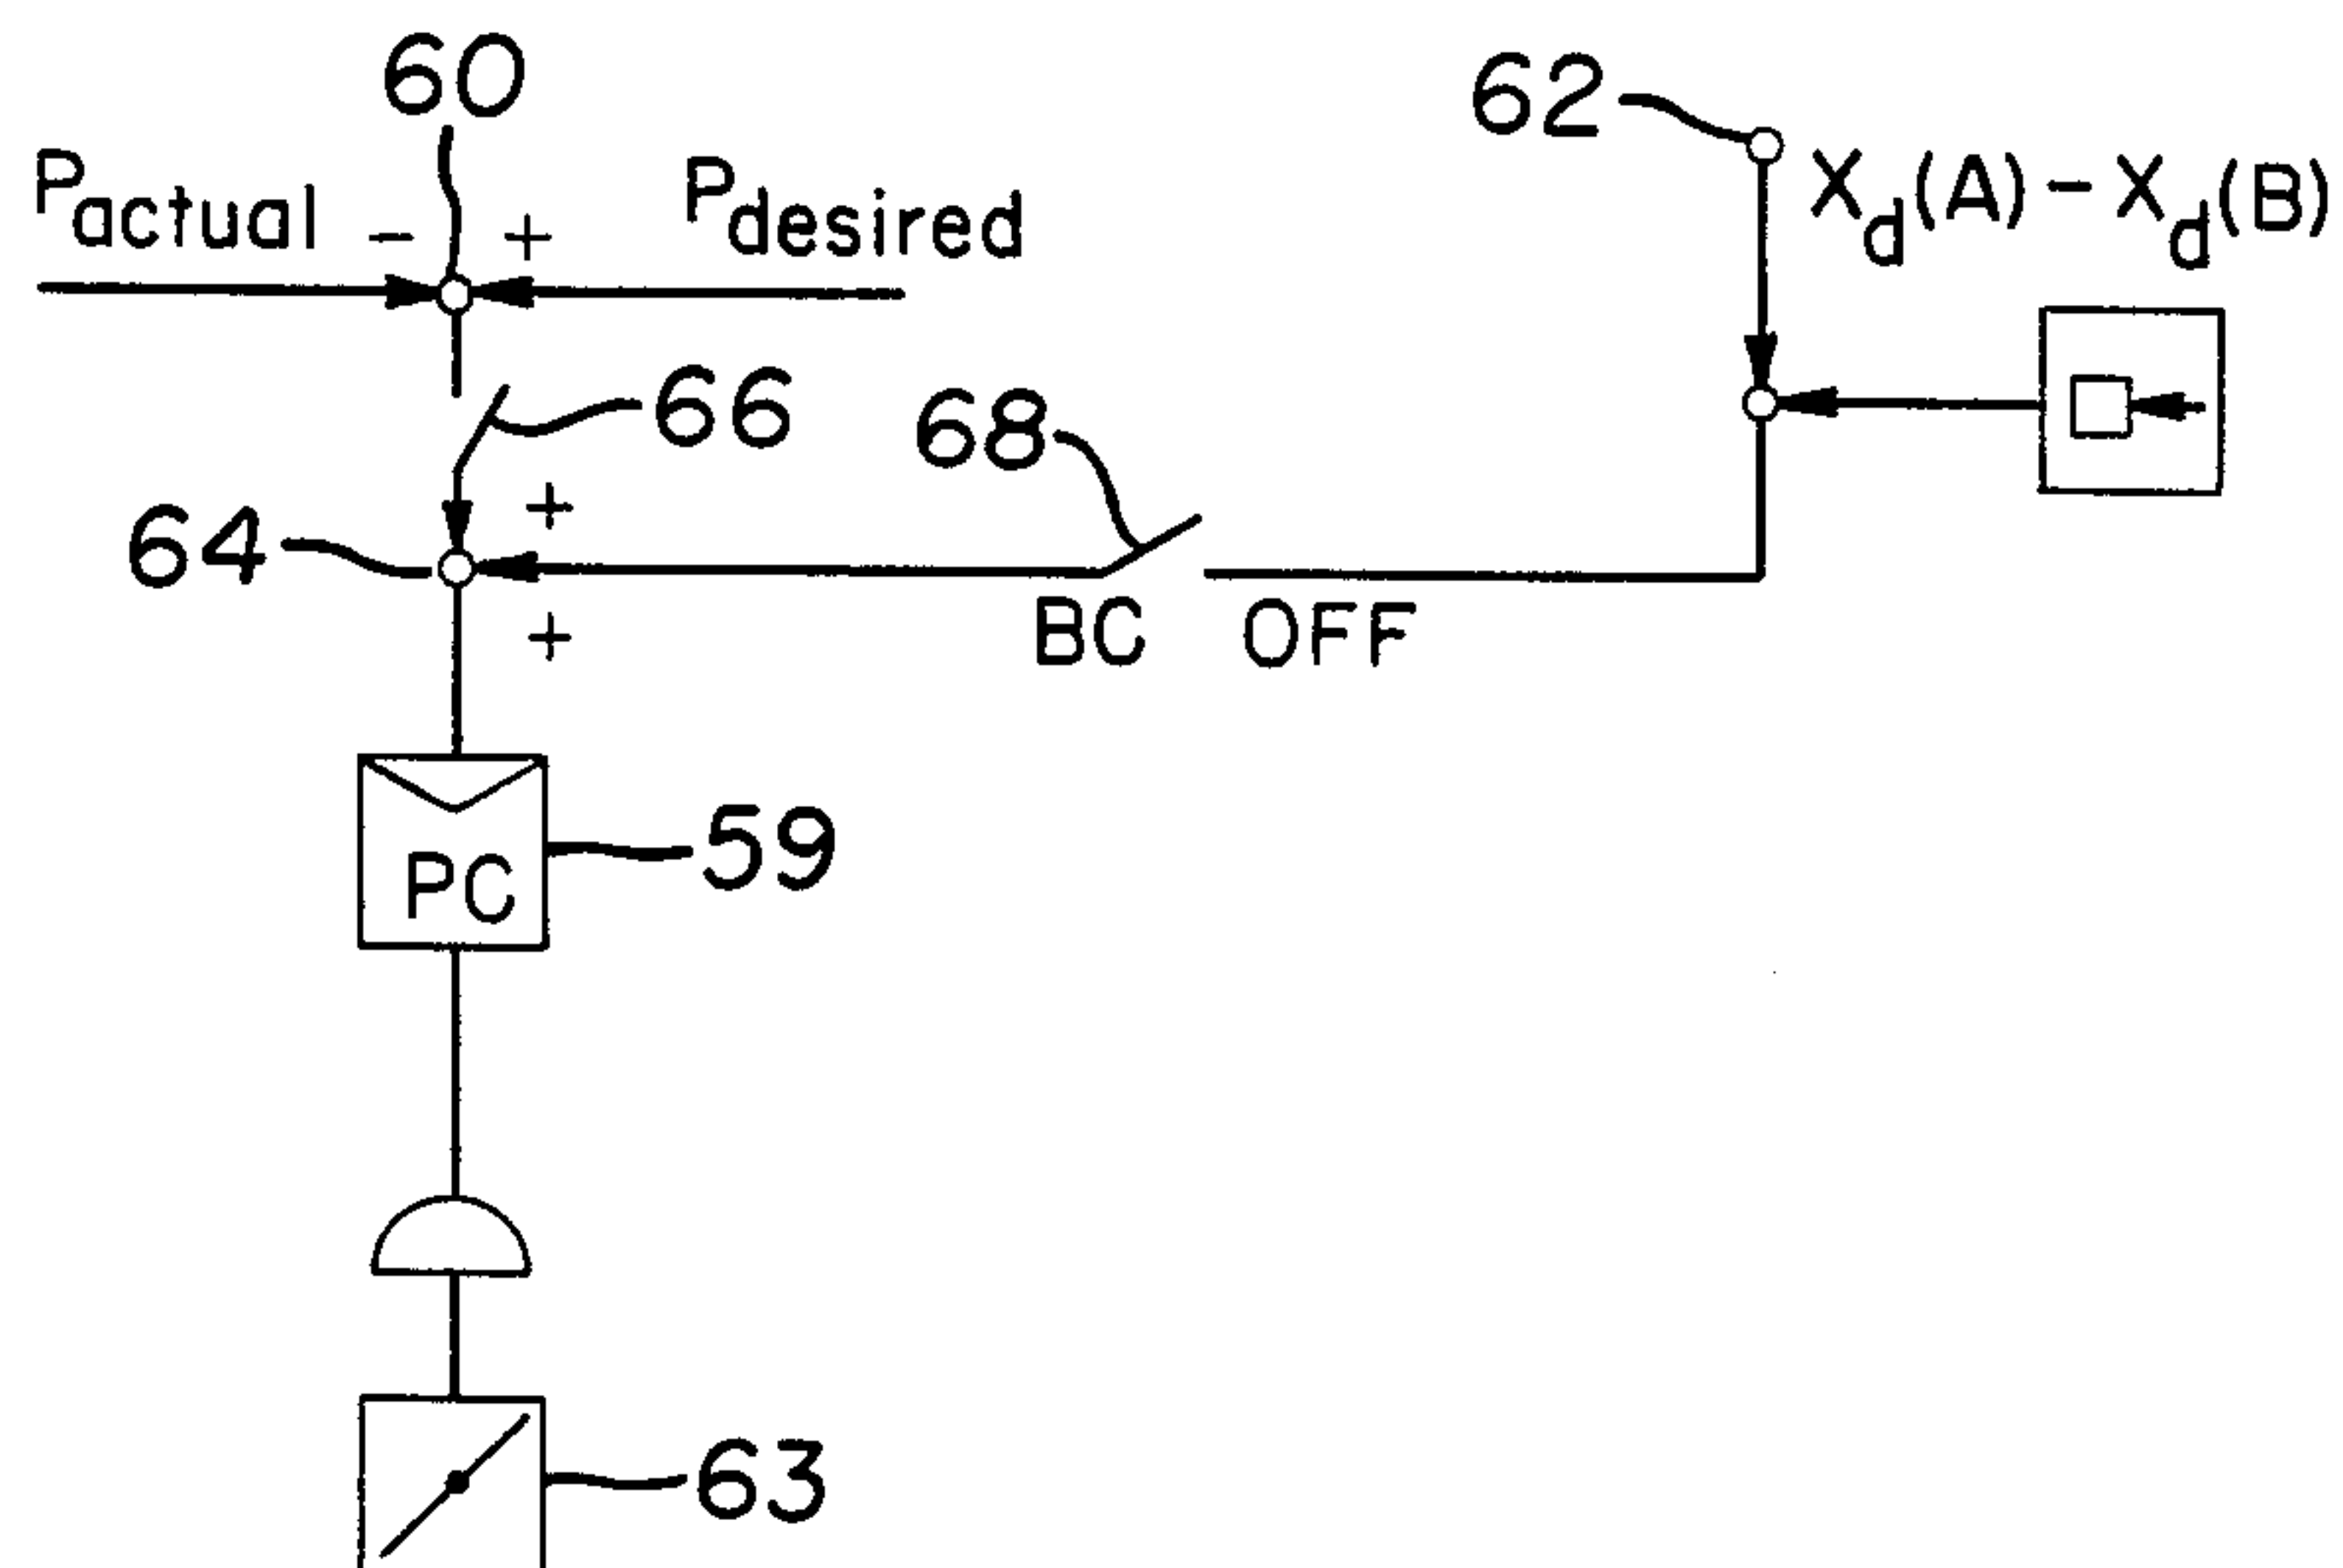 60
62
Pactual - + Pdesired
Xd(A) - Xd(B)
66
68
64
+
+
BC OFF
PC
59
63